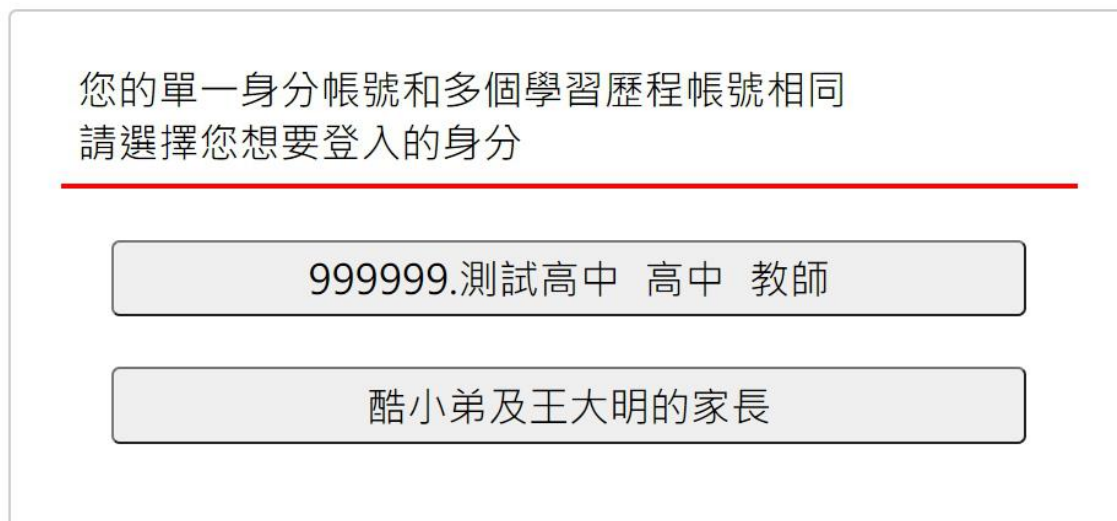 您的單一身分帳號和多個學習歷程帳號相同
請選擇您想要登入的身分
999999.測試高中 高中 教師
酷小弟及王大明的家長